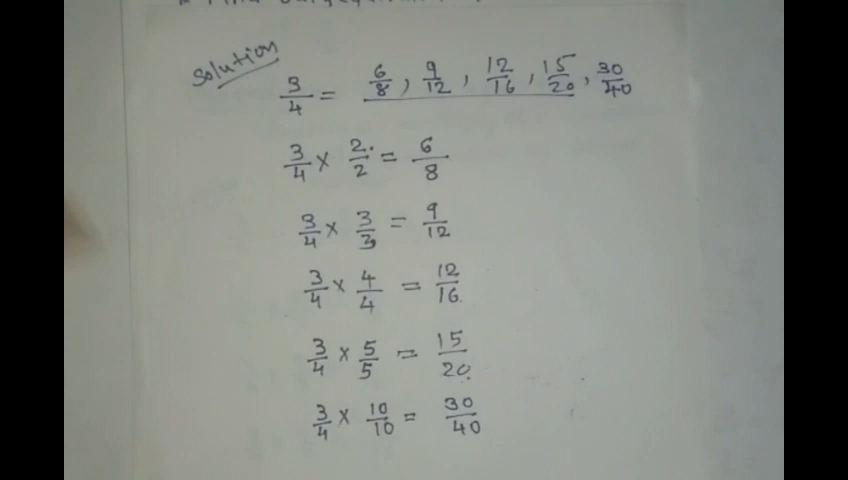 Solution
3/4 = 6/8, 9/12, 12/16, 15/20, 30/40
3/4 × 2/2 = 6/8
3/4 × 3/3 = 9/12
3/4 × 4/4 = 12/16
3/4 × 5/5 = 15/20
3/4 × 10/10 = 30/40